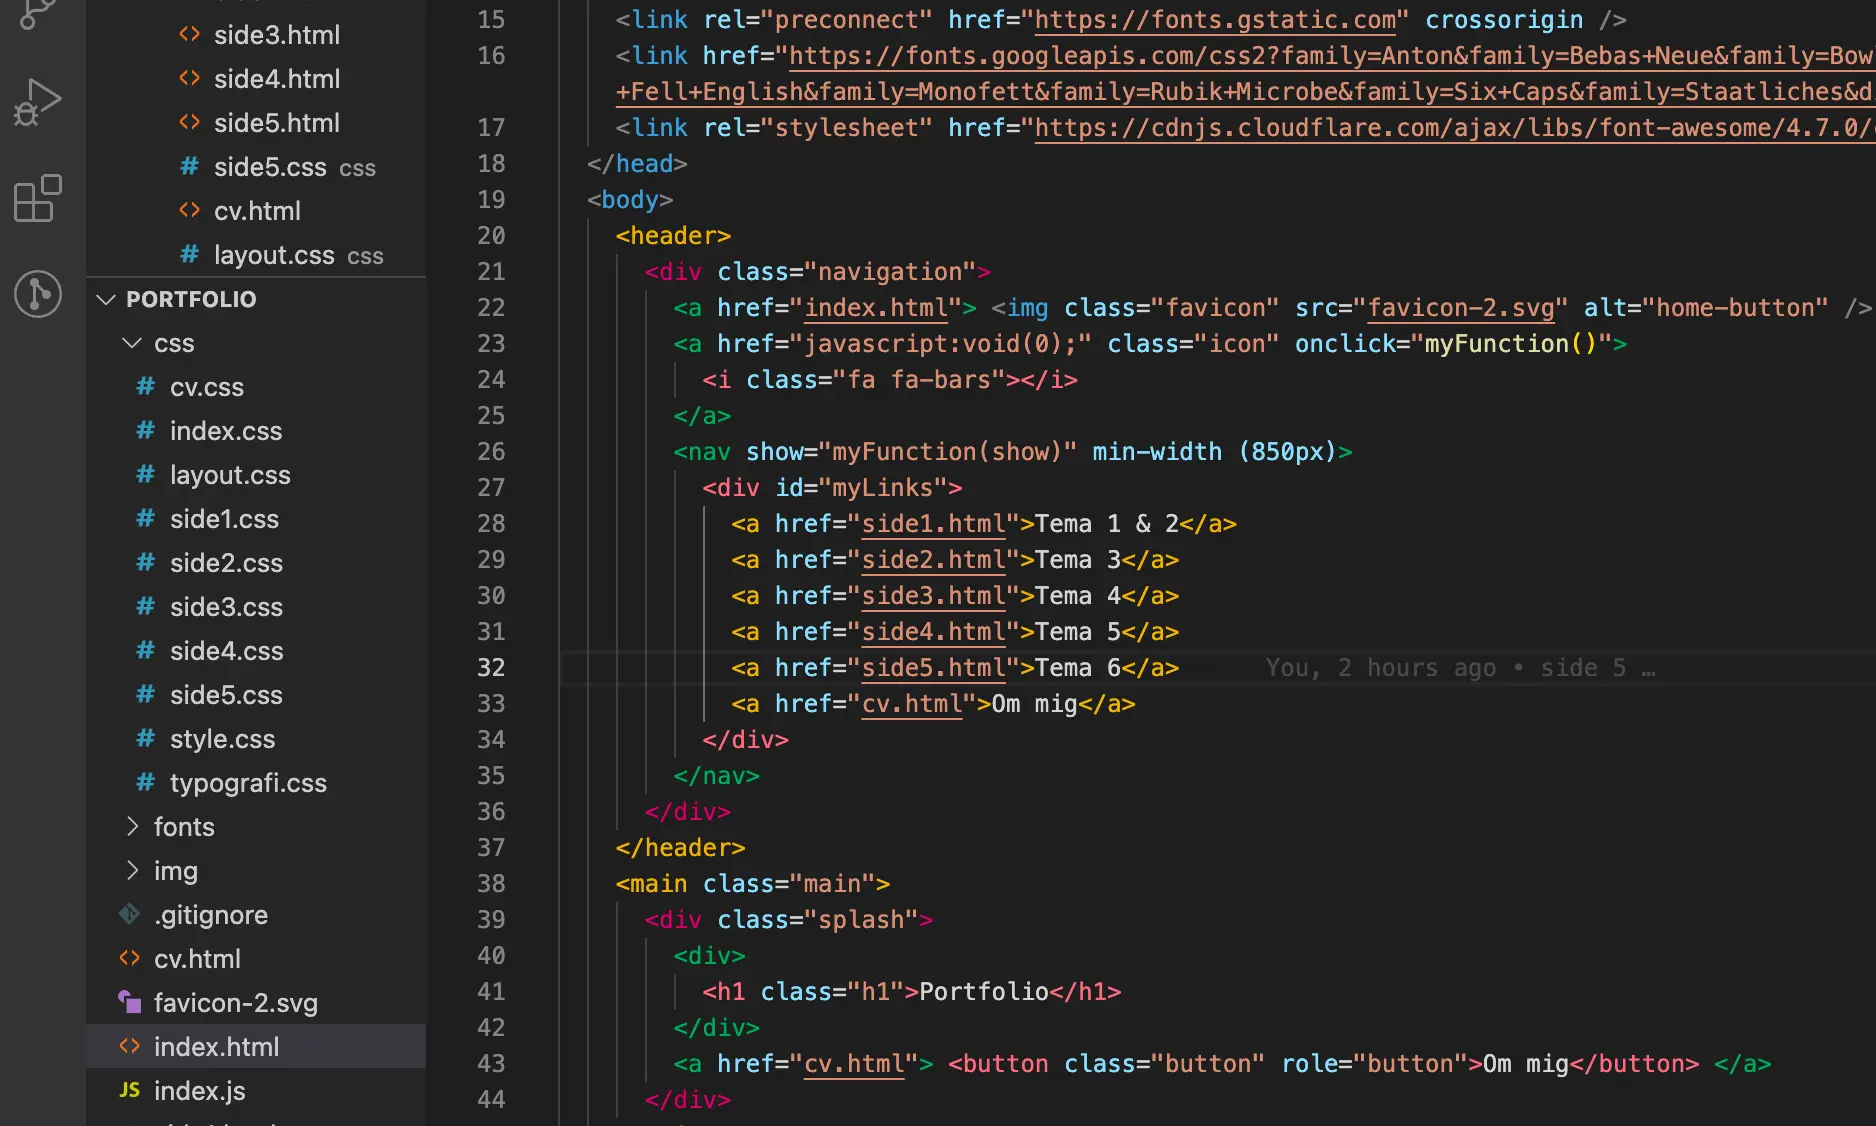 side3.html
side4.html
side5.html
side5.css css
cv.html
layout.css css
PORTFOLIO
css
cv.css
index.css
layout.css
side1.css
side2.css
side3.css
side4.css
side5.css
style.css
typografi.css
fonts
img
.gitignore
cv.html
favicon-2.svg
index.html
JS index.js
15 <link rel="preconnect" href="https://fonts.gstatic.com" crossorigin />
16 <link href="https://fonts.googleapis.com/css2?family=Anton&family=Bebas+Neue&family=Bow
+Fell+English&family=Monofett&family=Rubik+Microbe&family=Six+Caps&family=Staatliches&d
17 <link rel="stylesheet" href="https://cdnjs.cloudflare.com/ajax/libs/font-awesome/4.7.0/
18 </head>
19 <body>
20 <header>
21 <div class="navigation">
22 <a href="index.html"> <img class="favicon" src="favicon-2.svg" alt="home-button" />
23 <a href="javascript:void(0);" class="icon" onclick="myFunction()">
24 <i class="fa fa-bars"></i>
25 </a>
26 <nav show="myFunction(show)" min-width (850px)>
27 <div id="myLinks">
28 <a href="side1.html">Tema 1 & 2</a>
29 <a href="side2.html">Tema 3</a>
30 <a href="side3.html">Tema 4</a>
31 <a href="side4.html">Tema 5</a>
32 <a href="side5.html">Tema 6</a> You, 2 hours ago • side 5 …
33 <a href="cv.html">Om mig</a>
34 </div>
35 </nav>
36 </div>
37 </header>
38 <main class="main">
39 <div class="splash">
40 <div>
41 <h1 class="h1">Portfolio</h1>
42 </div>
43 <a href="cv.html"> <button class="button" role="button">Om mig</button> </a>
44 </div>